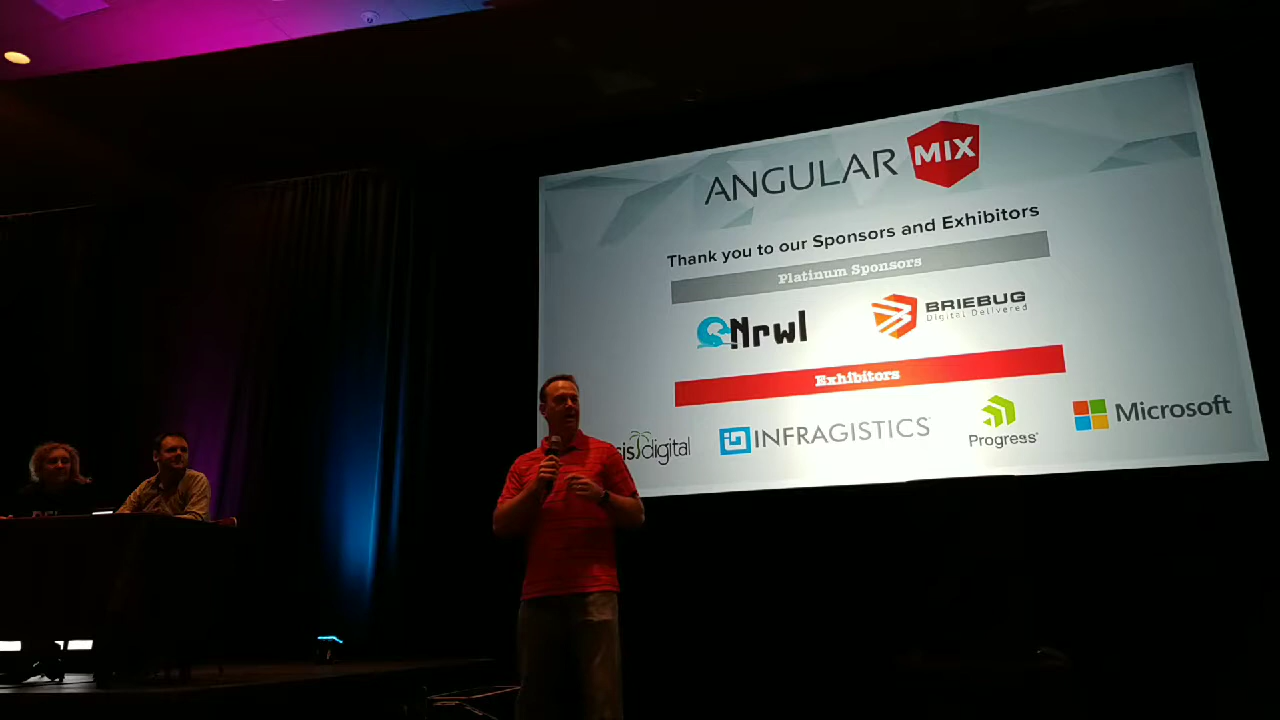 ANGULAR MIX
Thank you to our Sponsors and Exhibitors
Platinum Sponsors
Nrwl
BRIEBUG
Digital Delivered
Exhibitors
digital
INFRAGISTICS
Progress
Microsoft